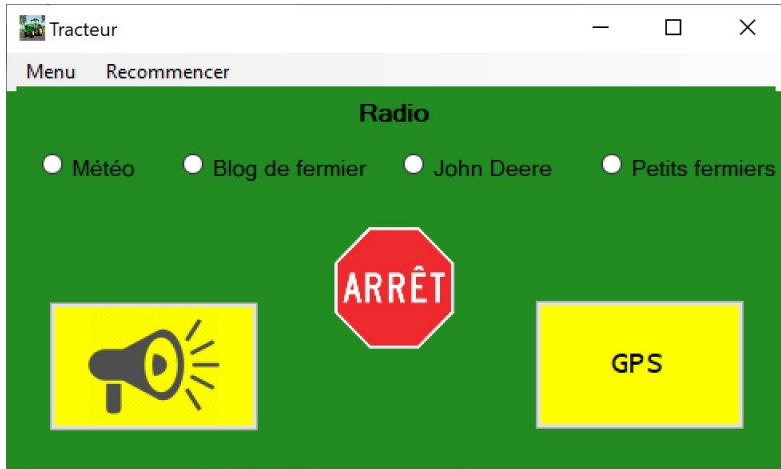 Tracteur
Menu Recommencer
Radio
Météo Blog de fermier John Deere Petits fermiers
ARRÊT
GPS